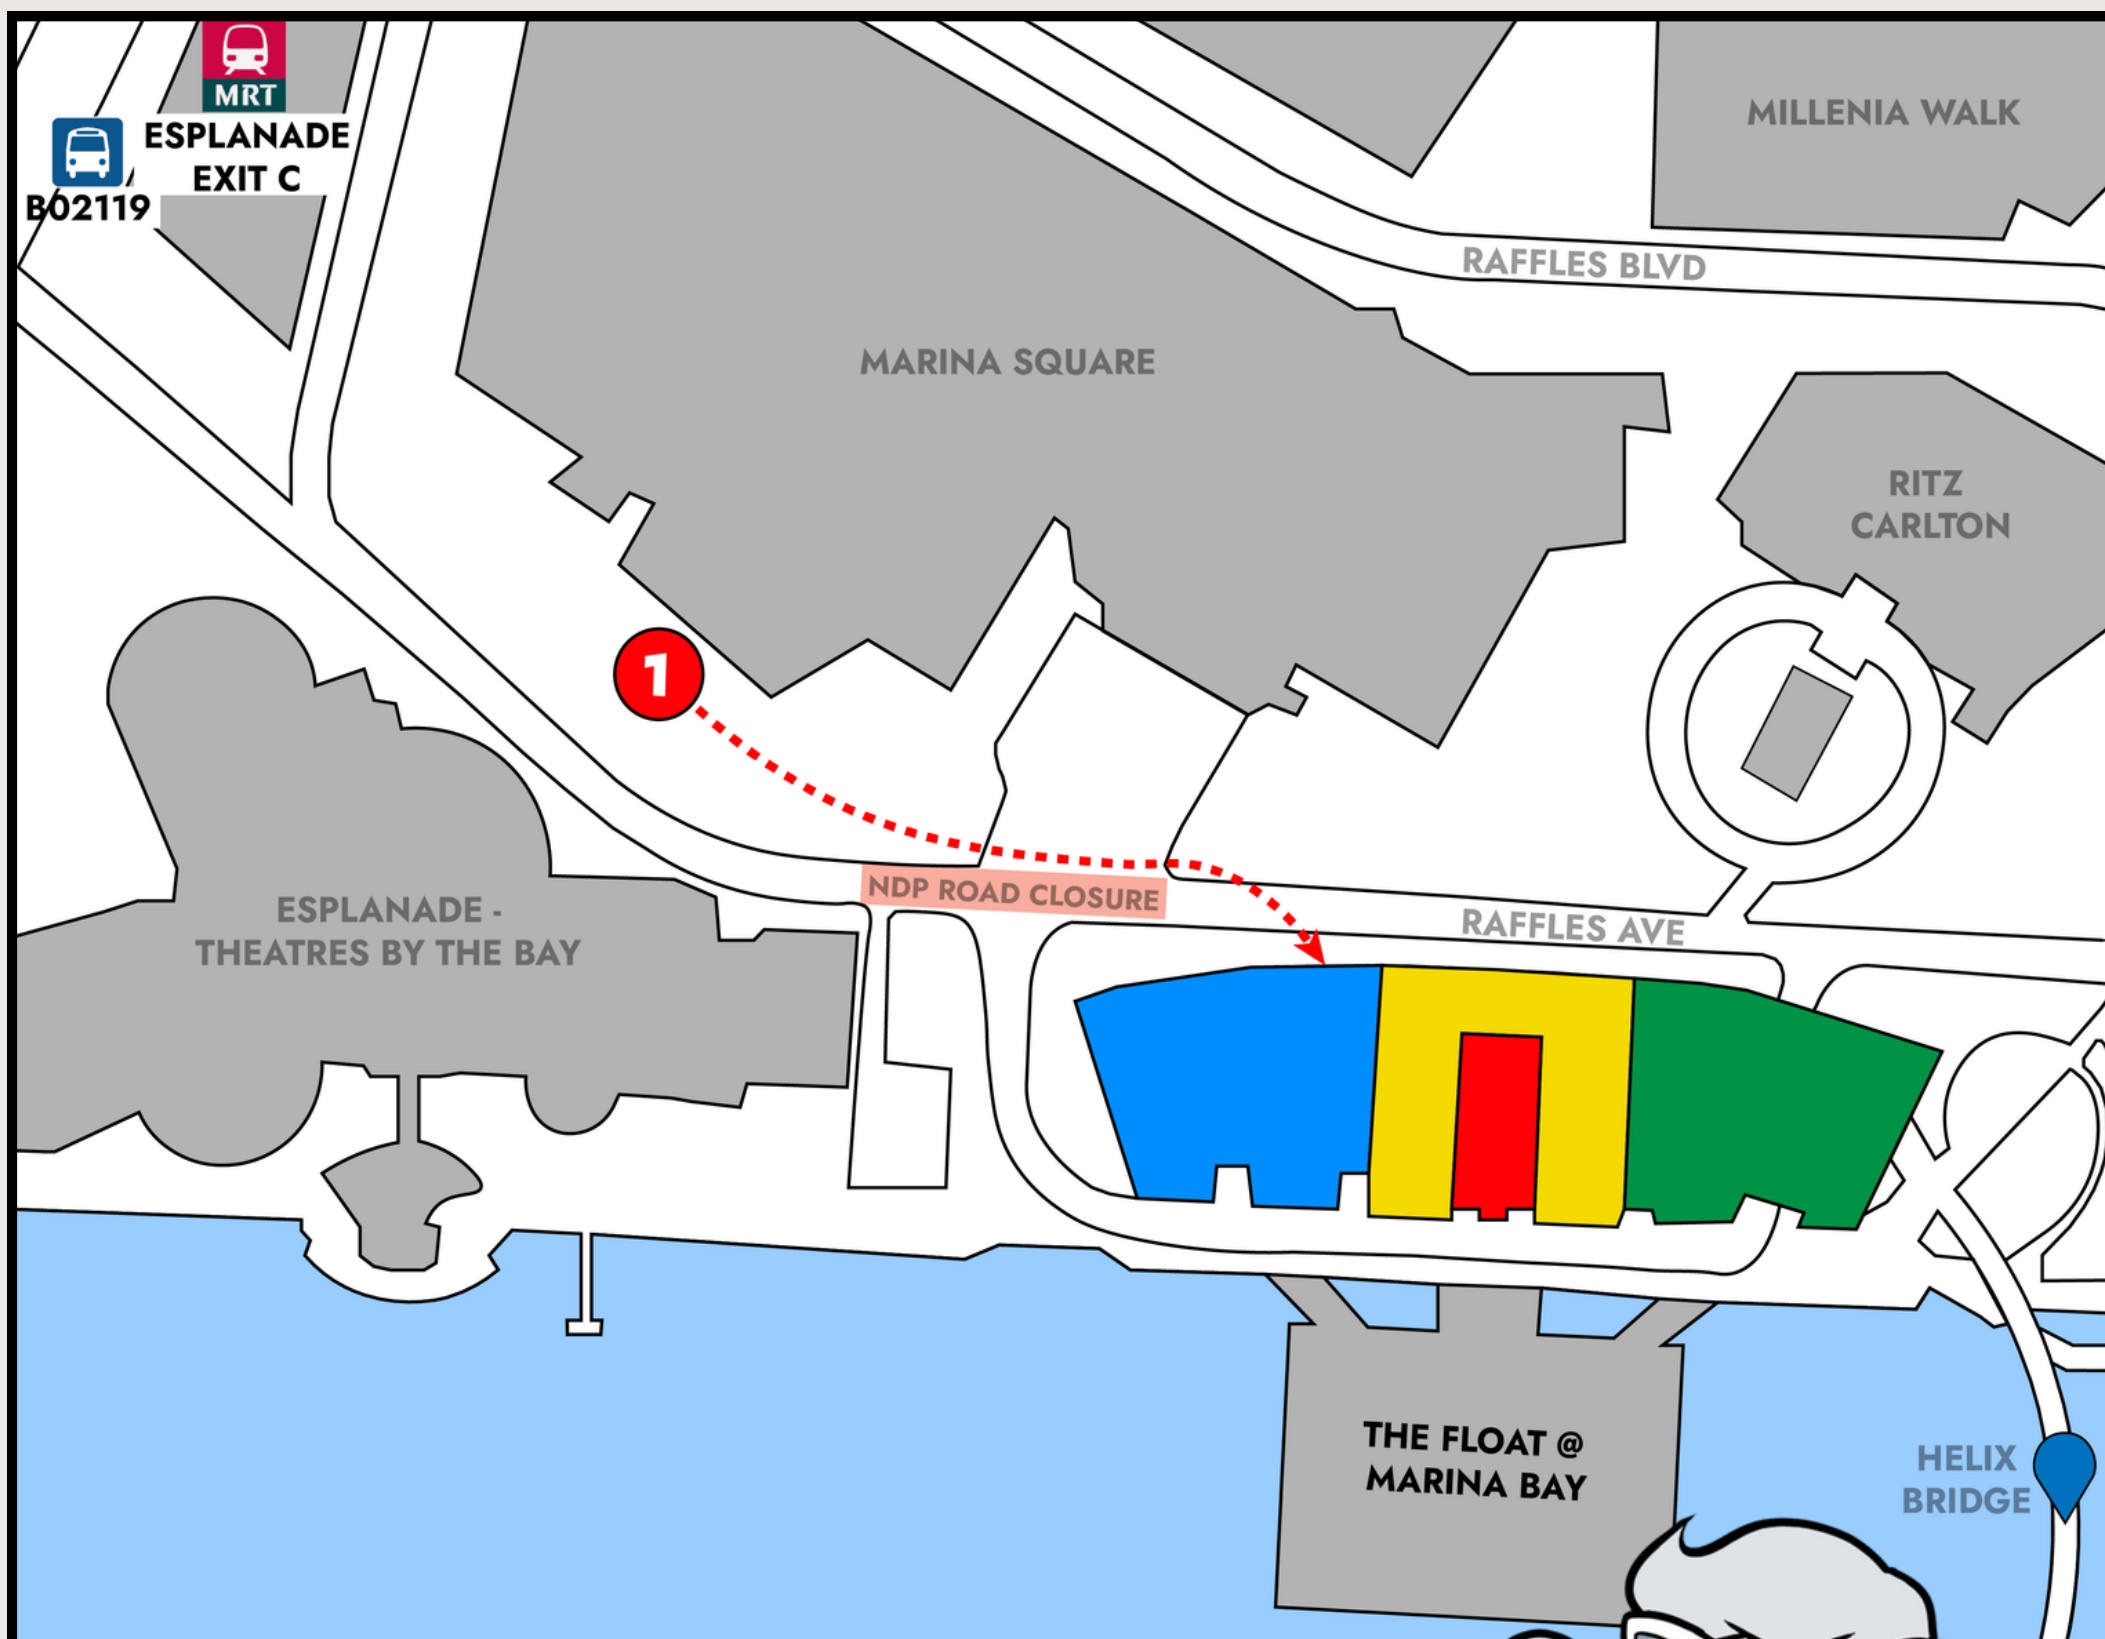 MRT
ESPLANADE
EXIT C
B02119
MILLENIA WALK
RAFFLES BLVD
MARINA SQUARE
RITZ
CARLTON
1
NDP ROAD CLOSURE
RAFFLES AVE
ESPLANADE -
THEATRES BY THE BAY
THE FLOAT @
MARINA BAY
HELIX
BRIDGE